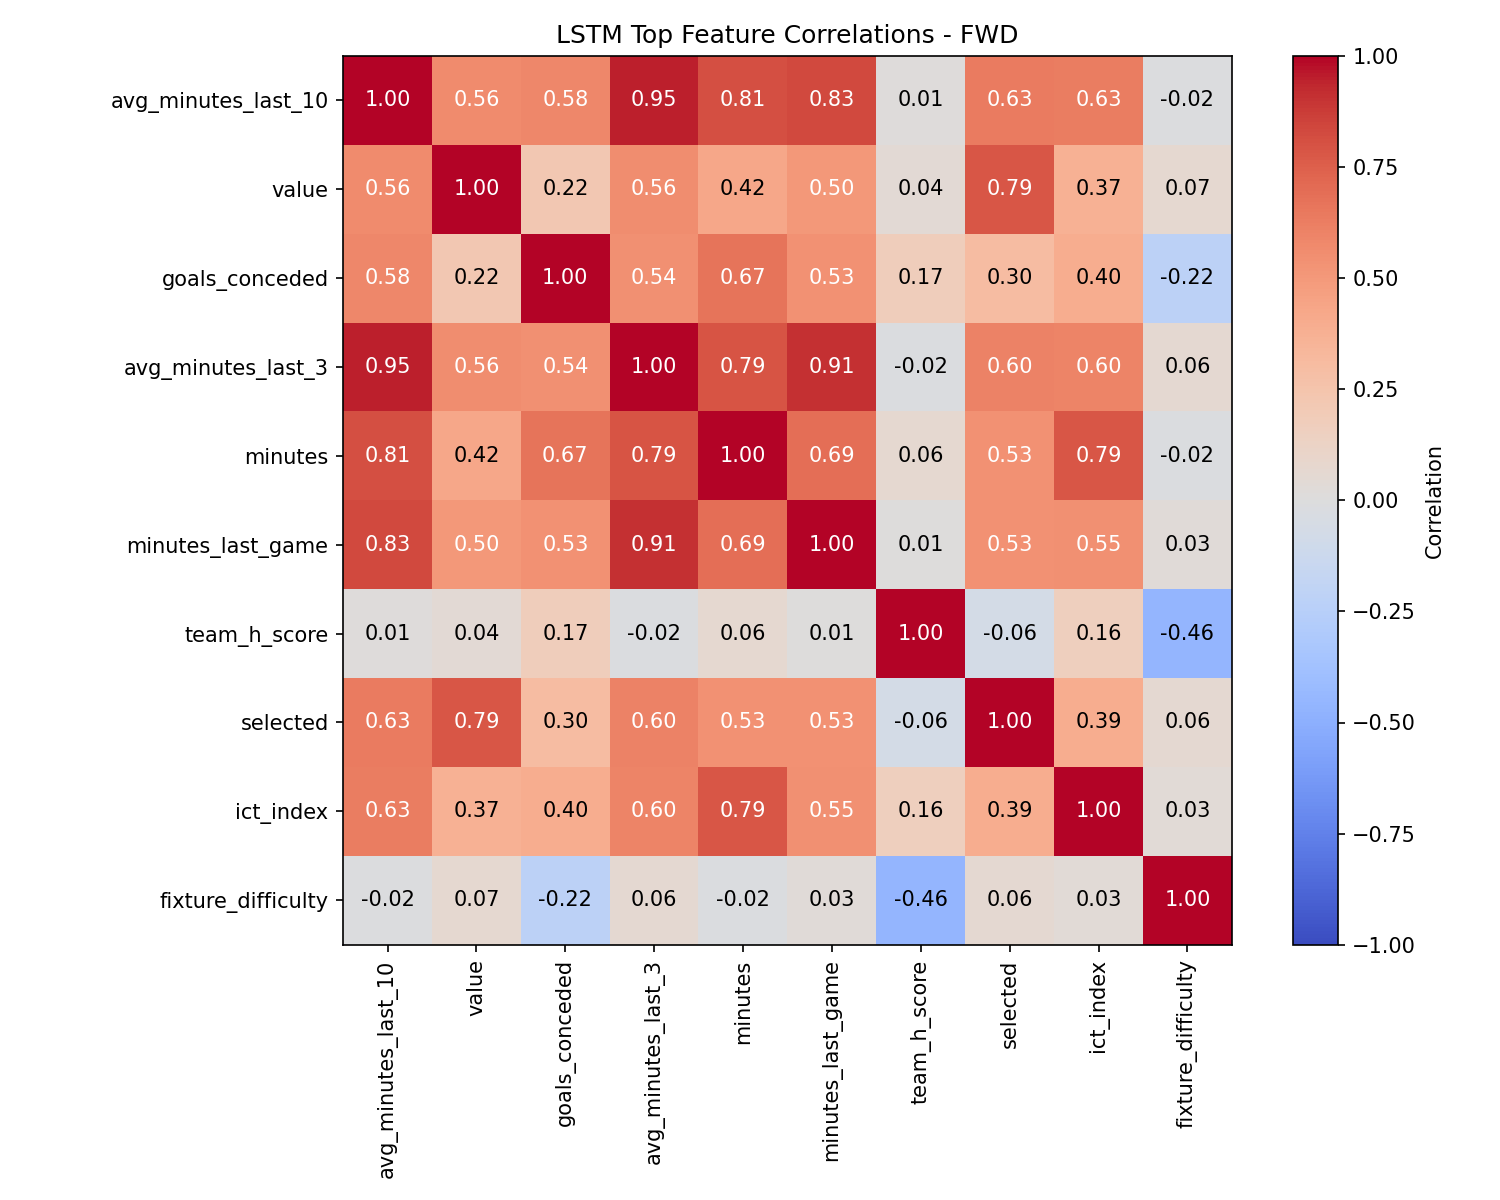 LSTM Top Feature Correlations - FWD
avg_minutes_last_10 1.00 0.56 0.58 0.95 0.81 0.83 0.01 0.63 0.63 -0.02
value 0.56 1.00 0.22 0.56 0.42 0.50 0.04 0.79 0.37 0.07
goals_conceded 0.58 0.22 1.00 0.54 0.67 0.53 0.17 0.30 0.40 -0.22
avg_minutes_last_3 0.95 0.56 0.54 1.00 0.79 0.91 -0.02 0.60 0.60 0.06
minutes 0.81 0.42 0.67 0.79 1.00 0.69 0.06 0.53 0.79 -0.02
minutes_last_game 0.83 0.50 0.53 0.91 0.69 1.00 0.01 0.53 0.55 0.03
team_h_score 0.01 0.04 0.17 -0.02 0.06 0.01 1.00 -0.06 0.16 -0.46
selected 0.63 0.79 0.30 0.60 0.53 0.53 -0.06 1.00 0.39 0.06
ict_index 0.63 0.37 0.40 0.60 0.79 0.55 0.16 0.39 1.00 0.03
fixture_difficulty -0.02 0.07 -0.22 0.06 -0.02 0.03 -0.46 0.06 0.03 1.00
avg_minutes_last_10
value
goals_conceded
avg_minutes_last_3
minutes
minutes_last_game
team_h_score
selected
ict_index
fixture_difficulty
1.00
0.75
0.50
0.25
0.00
−0.25
−0.50
−0.75
−1.00
Correlation